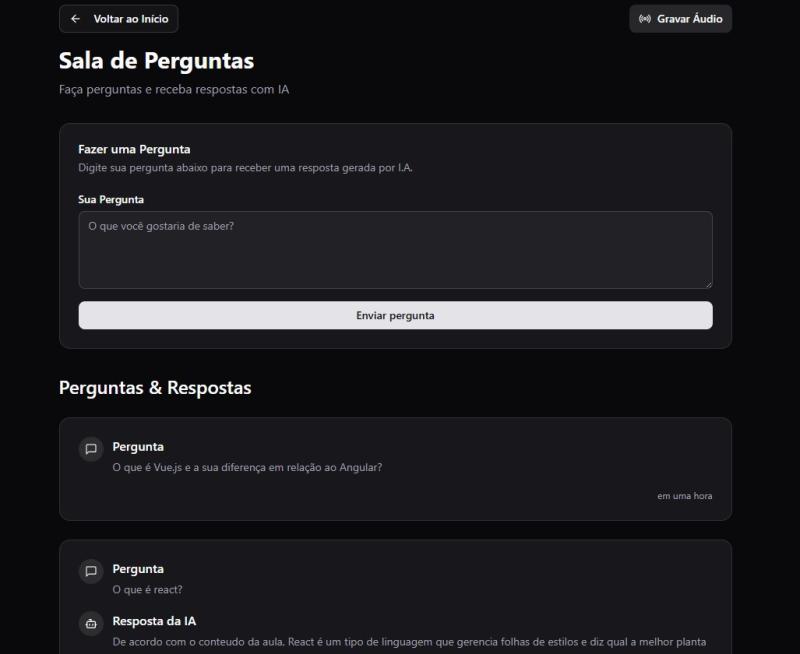 Voltar ao Início
Gravar Áudio
Sala de Perguntas
Faça perguntas e receba respostas com IA
Fazer uma Pergunta
Digite sua pergunta abaixo para receber uma resposta gerada por I.A.
Sua Pergunta
O que você gostaria de saber?
Enviar pergunta
Perguntas & Respostas
Pergunta
O que é Vue.js e a sua diferença em relação ao Angular?
em uma hora
Pergunta
O que é react?
Resposta da IA
De acordo com o conteudo da aula, React é um tipo de linguagem que gerencia folhas de estilos e diz qual a melhor planta